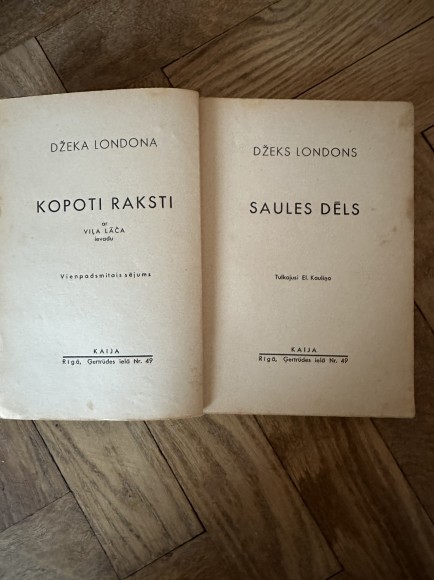 DŽEKA LONDONA
KOPOTI RAKSTI
ar
VIĻA LĀČA
ievadu
Vienpadsmitais sējums
KAIJA
Rīgā, Ģertrūdes ielā Nr. 49
DŽEKS LONDONS
SAULES DĒLS
Tulkojusi El. Kauliņa
KAIJA
Rīgā, Ģertrūdes ielā Nr. 49